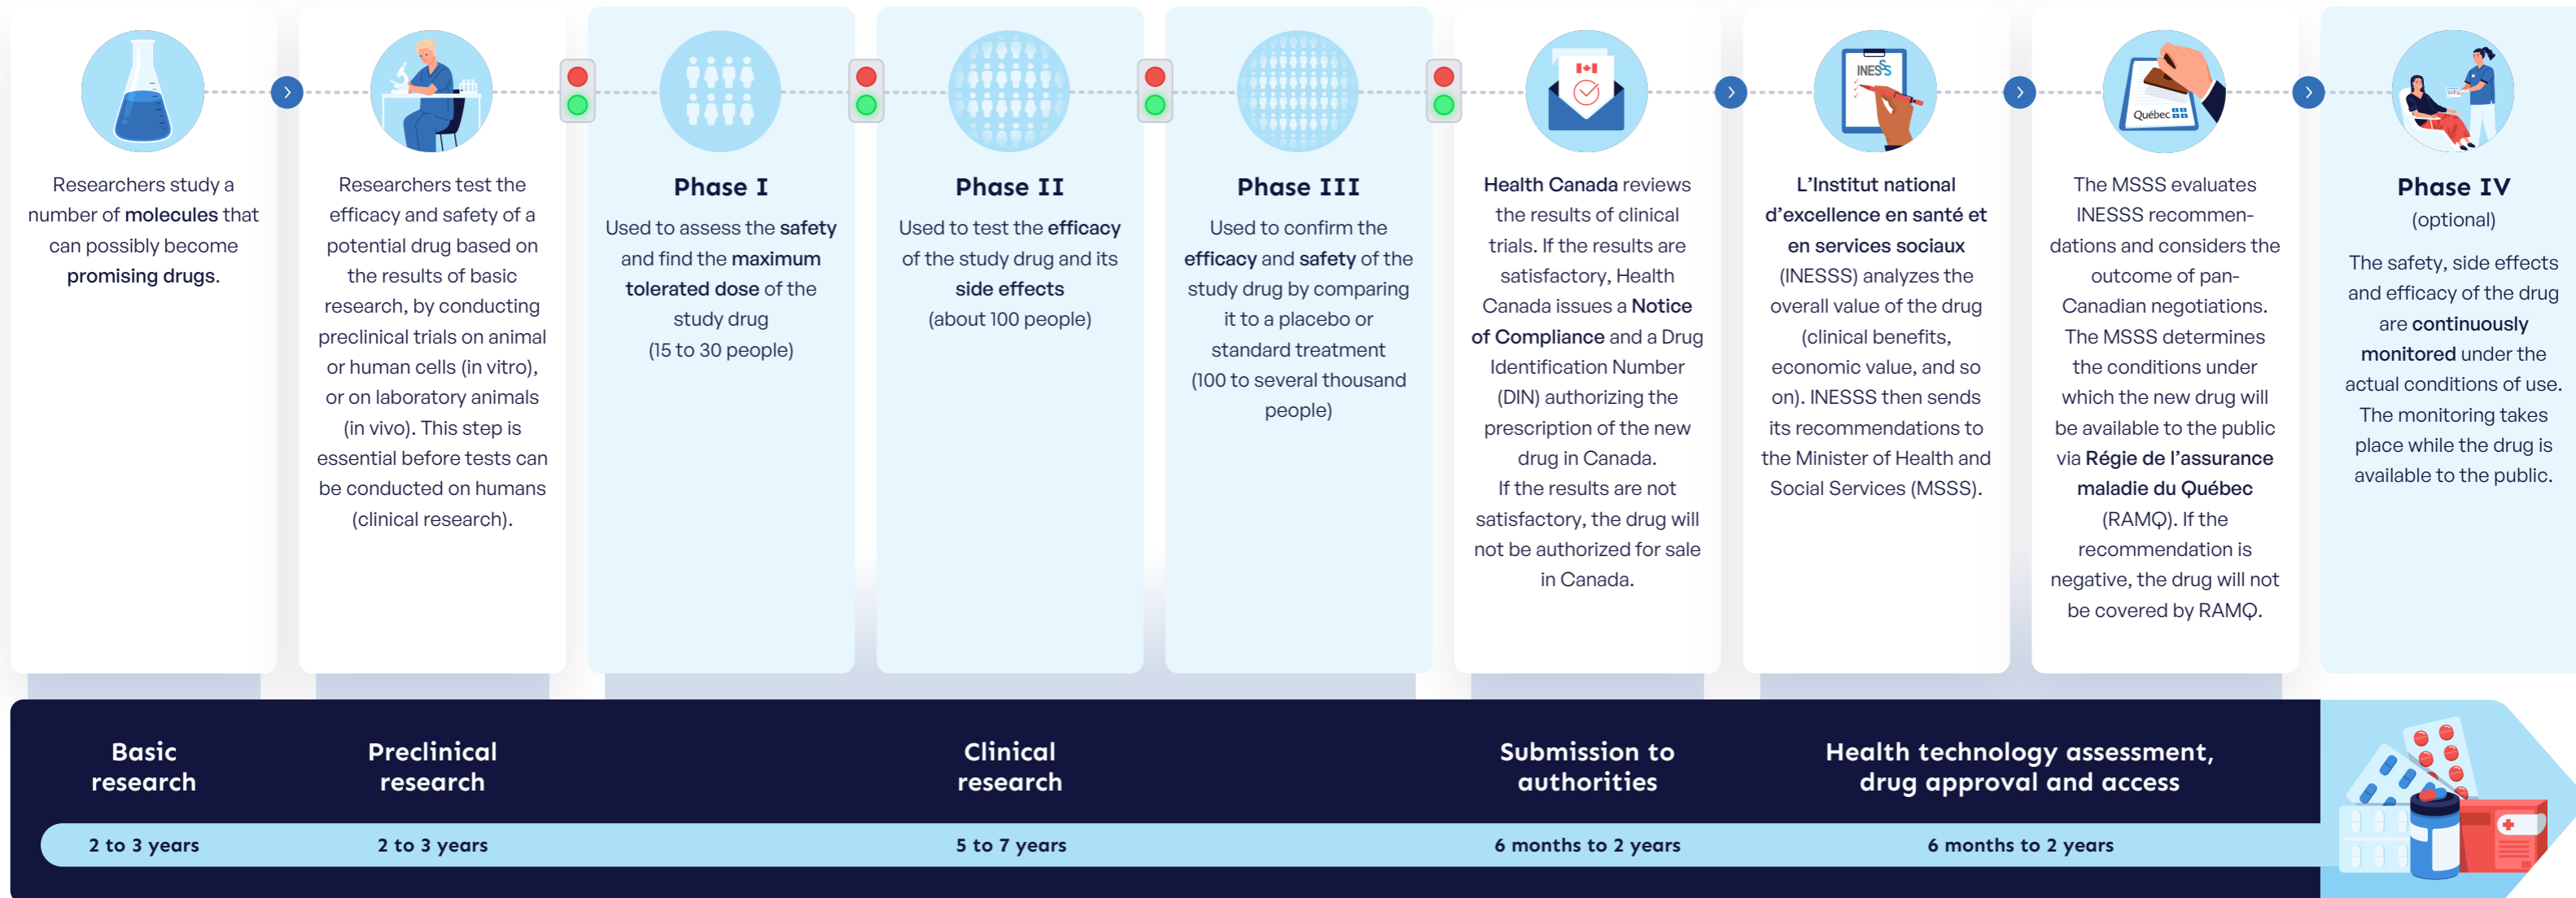 Researchers study a
number of molecules that
can possibly become
promising drugs.
Researchers test the
efficacy and safety of a
potential drug based on
the results of basic
research, by conducting
preclinical trials on animal
or human cells (in vitro),
or on laboratory animals
(in vivo). This step is
essential before tests can
be conducted on humans
(clinical research).
Phase I
Used to assess the safety
and find the maximum
tolerated dose of the
study drug
(15 to 30 people)
Phase II
Used to test the efficacy
of the study drug and its
side effects
(about 100 people)
Phase III
Used to confirm the
efficacy and safety of the
study drug by comparing
it to a placebo or
standard treatment
(100 to several thousand
people)
Health Canada reviews
the results of clinical
trials. If the results are
satisfactory, Health
Canada issues a Notice
of Compliance and a Drug
Identification Number
(DIN) authorizing the
prescription of the new
drug in Canada.
If the results are not
satisfactory, the drug will
not be authorized for sale
in Canada.
INESSS
L’Institut national
d’excellence en santé et
en services sociaux
(INESSS) analyzes the
overall value of the drug
(clinical benefits,
economic value, and so
on). INESSS then sends
its recommendations to
the Minister of Health and
Social Services (MSSS).
Québec
The MSSS evaluates
INESSS recommen-
dations and considers the
outcome of pan-
Canadian negotiations.
The MSSS determines
the conditions under
which the new drug will
be available to the public
via Régie de l’assurance
maladie du Québec
(RAMQ). If the
recommendation is
negative, the drug will not
be covered by RAMQ.
Phase IV
(optional)
The safety, side effects
and efficacy of the drug
are continuously
monitored under the
actual conditions of use.
The monitoring takes
place while the drug is
available to the public.
Basic
research
Preclinical
research
Clinical
research
Submission to
authorities
Health technology assessment,
drug approval and access
2 to 3 years
2 to 3 years
5 to 7 years
6 months to 2 years
6 months to 2 years